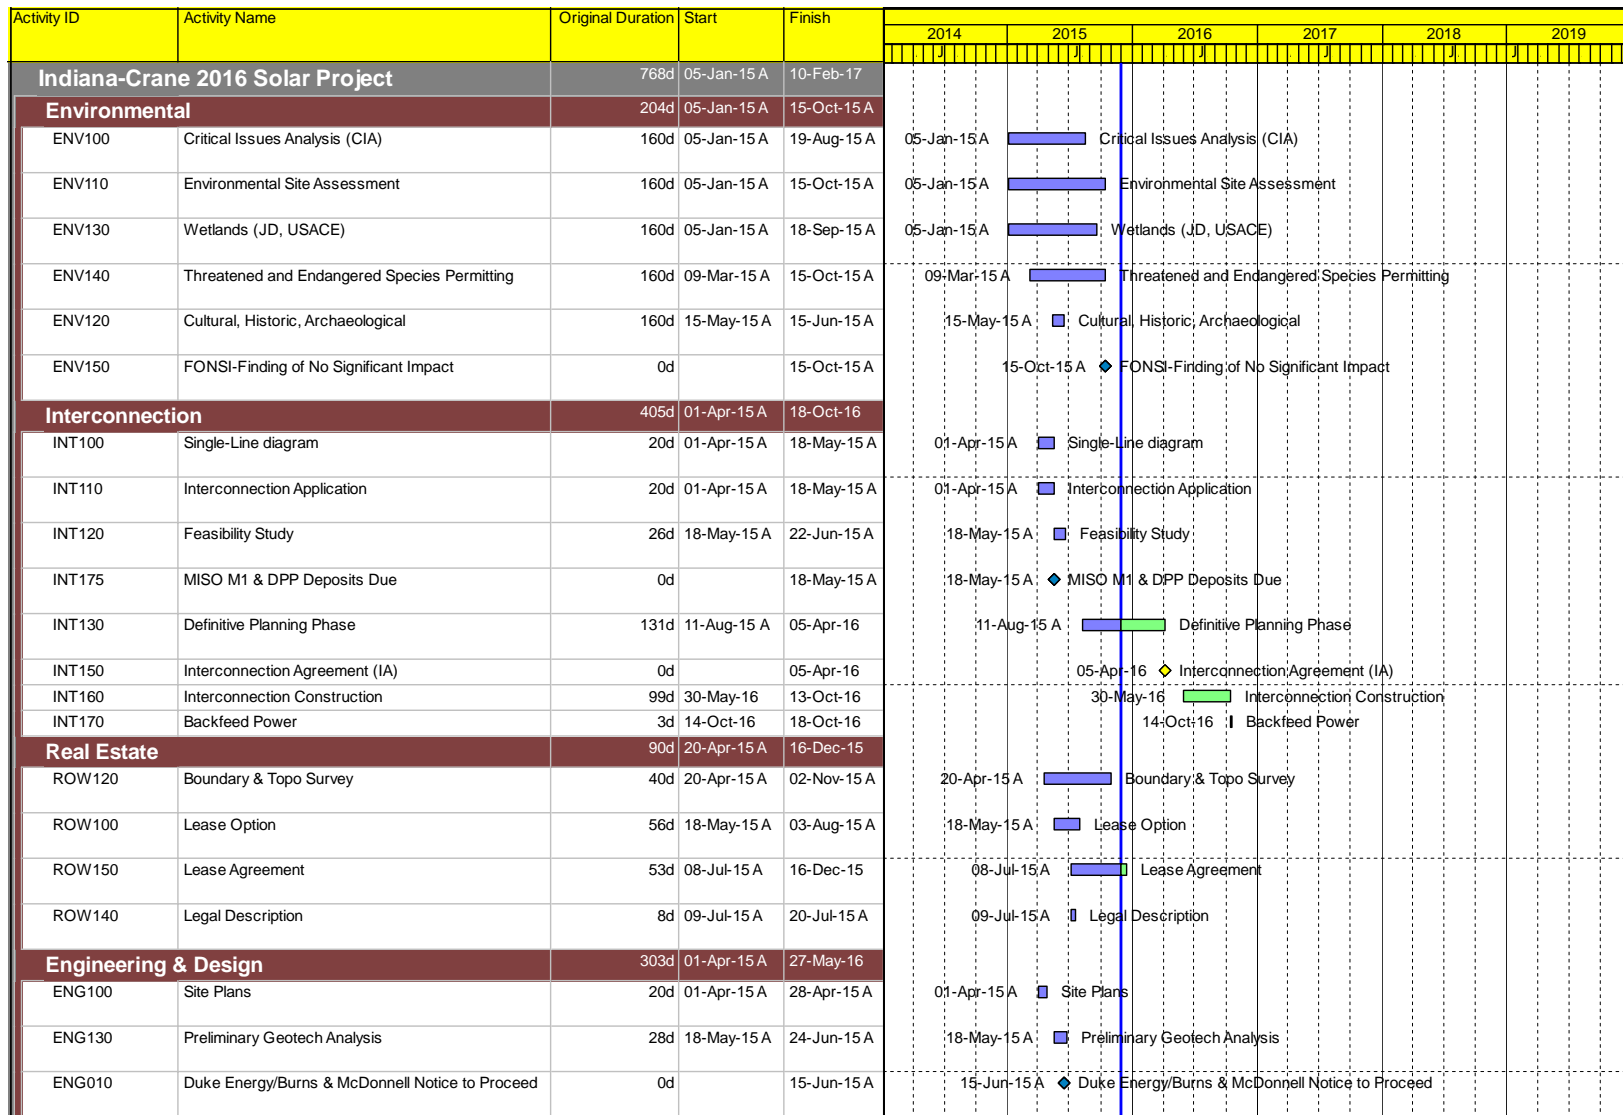 Activity ID Activity Name Original Duration Start Finish
2014 2015 2016 2017 2018 2019
J J J J J J
Indiana-Crane 2016 Solar Project 768d 05-Jan-15 A 10-Feb-17
Environmental 204d 05-Jan-15 A 15-Oct-15 A
ENV100 Critical Issues Analysis (CIA) 160d 05-Jan-15 A 19-Aug-15 A 05-Jan-15 A Critical Issues Analysis (CIA)
ENV110 Environmental Site Assessment 160d 05-Jan-15 A 15-Oct-15 A 05-Jan-15 A Environmental Site Assessment
ENV130 Wetlands (JD, USACE) 160d 05-Jan-15 A 18-Sep-15 A 05-Jan-15 A Wetlands (JD, USACE)
ENV140 Threatened and Endangered Species Permitting 160d 09-Mar-15 A 15-Oct-15 A 09-Mar-15 A Threatened and Endangered Species Permitting
ENV120 Cultural, Historic, Archaeological 160d 15-May-15 A 15-Jun-15 A 15-May-15 A Cultural, Historic, Archaeological
ENV150 FONSI-Finding of No Significant Impact 0d 15-Oct-15 A 15-Oct-15 A FONSI-Finding of No Significant Impact
Interconnection 405d 01-Apr-15 A 18-Oct-16
INT100 Single-Line diagram 20d 01-Apr-15 A 18-May-15 A 01-Apr-15 A Single-Line diagram
INT110 Interconnection Application 20d 01-Apr-15 A 18-May-15 A 01-Apr-15 A Interconnection Application
INT120 Feasibility Study 26d 18-May-15 A 22-Jun-15 A 18-May-15 A Feasibility Study
INT175 MISO M1 & DPP Deposits Due 0d 18-May-15 A 18-May-15 A MISO M1 & DPP Deposits Due
INT130 Definitive Planning Phase 131d 11-Aug-15 A 05-Apr-16 11-Aug-15 A Definitive Planning Phase
INT150 Interconnection Agreement (IA) 0d 05-Apr-16 05-Apr-16 Interconnection Agreement (IA)
INT160 Interconnection Construction 99d 30-May-16 13-Oct-16 30-May-16 Interconnection Construction
INT170 Backfeed Power 3d 14-Oct-16 18-Oct-16 14-Oct-16 Backfeed Power
Real Estate 90d 20-Apr-15 A 16-Dec-15
ROW120 Boundary & Topo Survey 40d 20-Apr-15 A 02-Nov-15 A 20-Apr-15 A Boundary & Topo Survey
ROW100 Lease Option 56d 18-May-15 A 03-Aug-15 A 18-May-15 A Lease Option
ROW150 Lease Agreement 53d 08-Jul-15 A 16-Dec-15 08-Jul-15 A Lease Agreement
ROW140 Legal Description 8d 09-Jul-15 A 20-Jul-15 A 09-Jul-15 A Legal Description
Engineering & Design 303d 01-Apr-15 A 27-May-16
ENG100 Site Plans 20d 01-Apr-15 A 28-Apr-15 A 01-Apr-15 A Site Plans
ENG130 Preliminary Geotech Analysis 28d 18-May-15 A 24-Jun-15 A 18-May-15 A Preliminary Geotech Analysis
ENG010 Duke Energy/Burns & McDonnell Notice to Proceed 0d 15-Jun-15 A 15-Jun-15 A Duke Energy/Burns & McDonnell Notice to Proceed